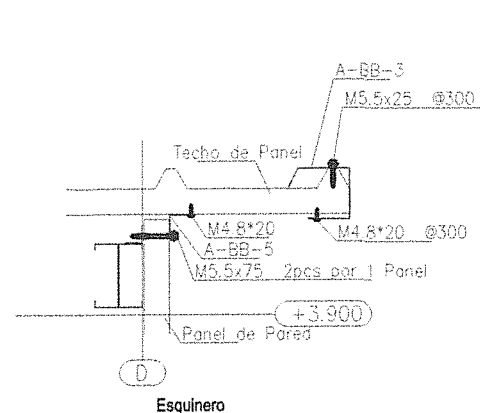 A-BB-3
M5.5x25 @300
Techo de Panel
M4.8*20
M4.8*20 @300
A-BB-5
M5.5x75 2pcs por 1 Panel
+3.900
Panel de Pared
D
Esquinero